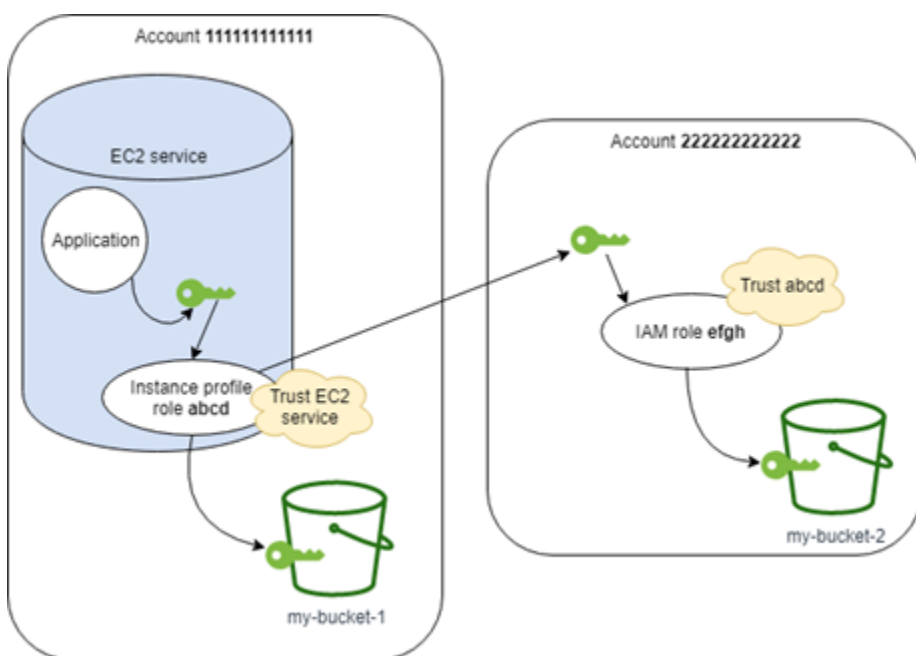 Account 111111111111
EC2 service
Application
Instance profile
role abcd
Trust EC2
service
my-bucket-1
Account 222222222222
Trust abcd
IAM role efgh
my-bucket-2